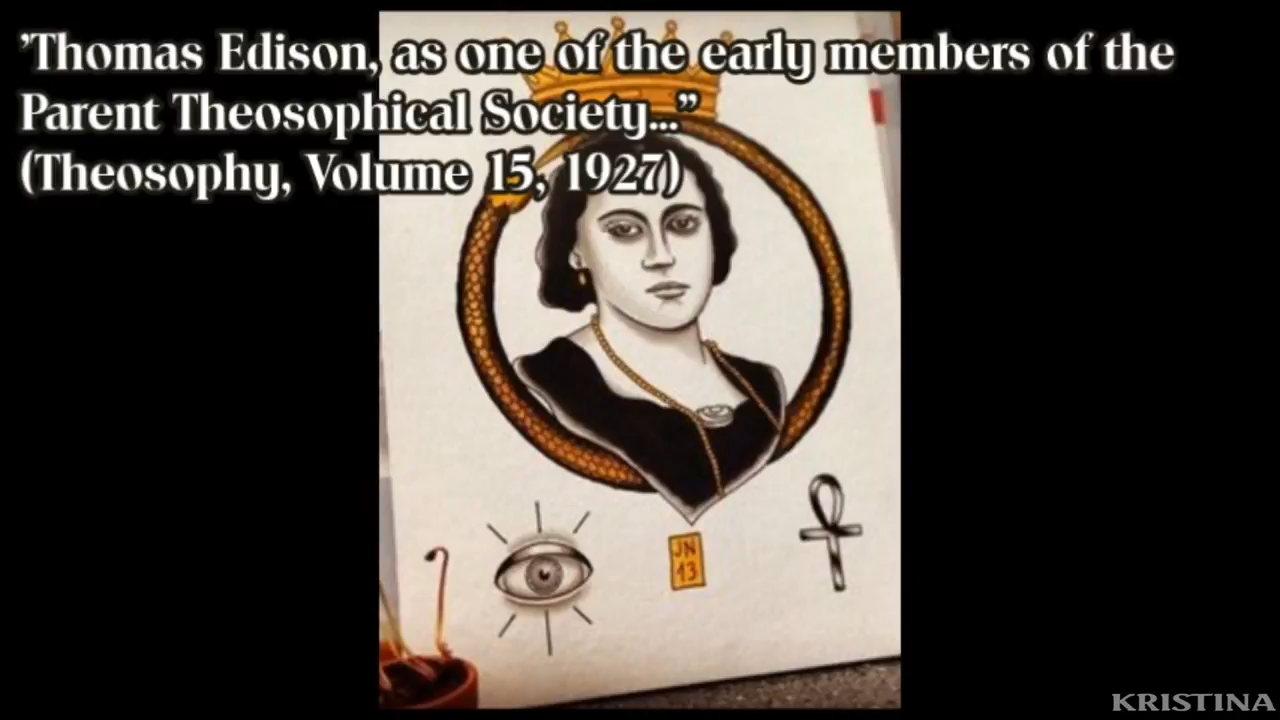 'Thomas Edison, as one of the early members of the
Parent Theosophical Society..."
(Theosophy, Volume 15, 1927)
JN
13
KRISTINA